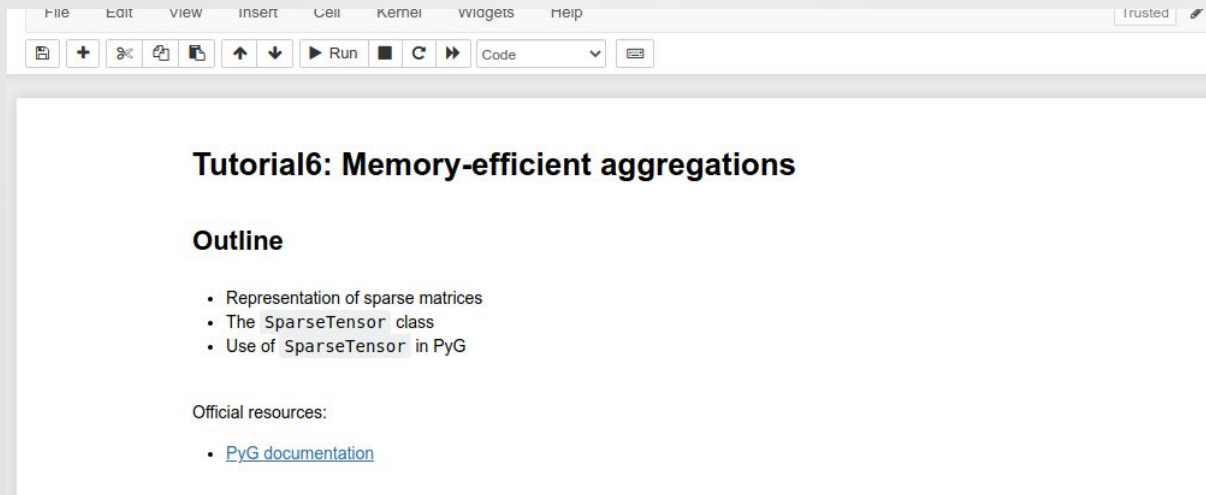 File Edit View Insert Cell Kernel Widgets Help Trusted
Run Code
Tutorial6: Memory-efficient aggregations
Outline
• Representation of sparse matrices
• The SparseTensor class
• Use of SparseTensor in PyG
Official resources:
• PyG documentation